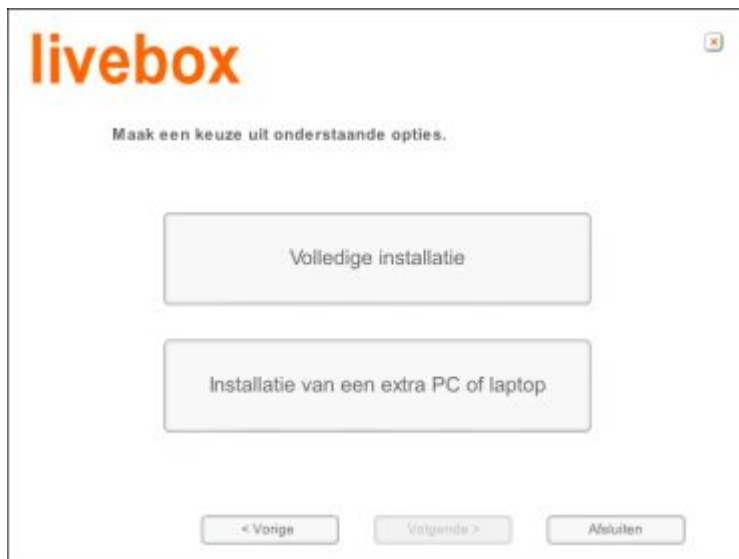 livebox
Maak een keuze uit onderstaande opties.
Volledige installatie
Installatie van een extra PC of laptop
< Vorige
Volgende >
Afsluiten